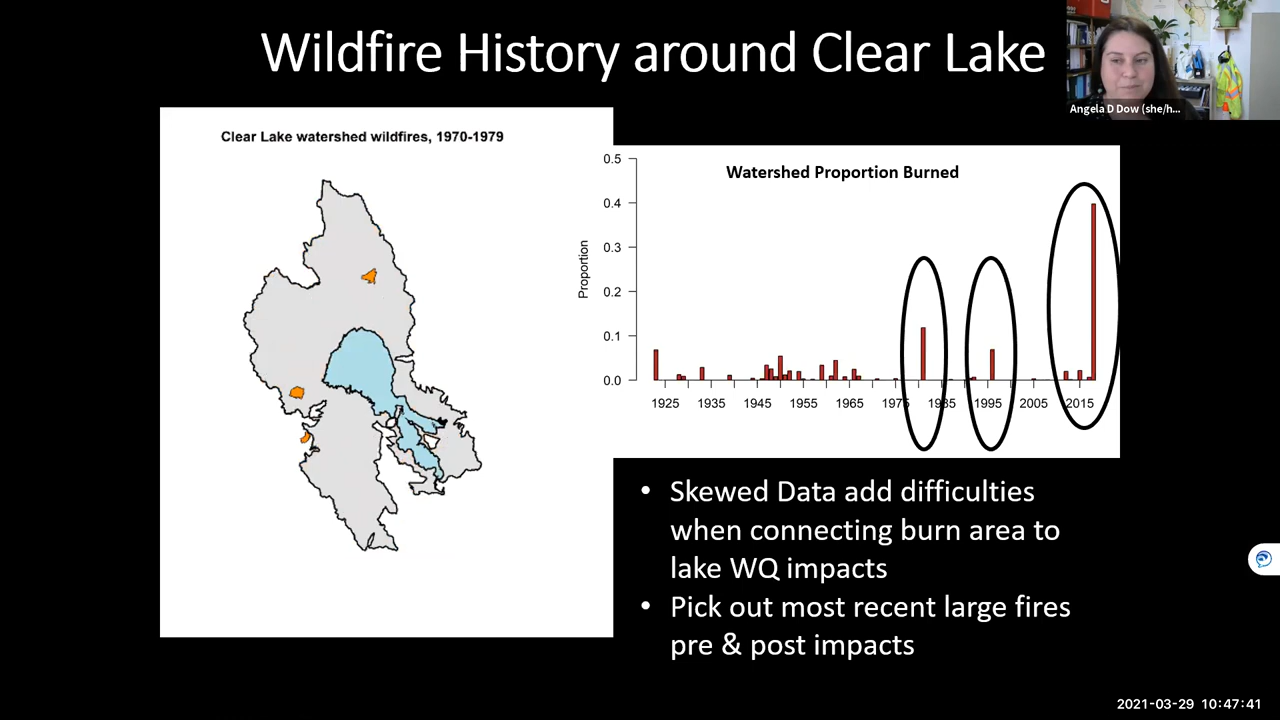 Wildfire History around Clear Lake
Angela D Dow (she/h...
Clear Lake watershed wildfires, 1970-1979
Watershed Proportion Burned
Proportion
0.5
0.4
0.3
0.2
0.1
0.0
1925 1935 1945 1955 1965 1975 1985 1995 2005 2015
• Skewed Data add difficulties
when connecting burn area to
lake WQ impacts
• Pick out most recent large fires
pre & post impacts
2021-03-29 10:47:41